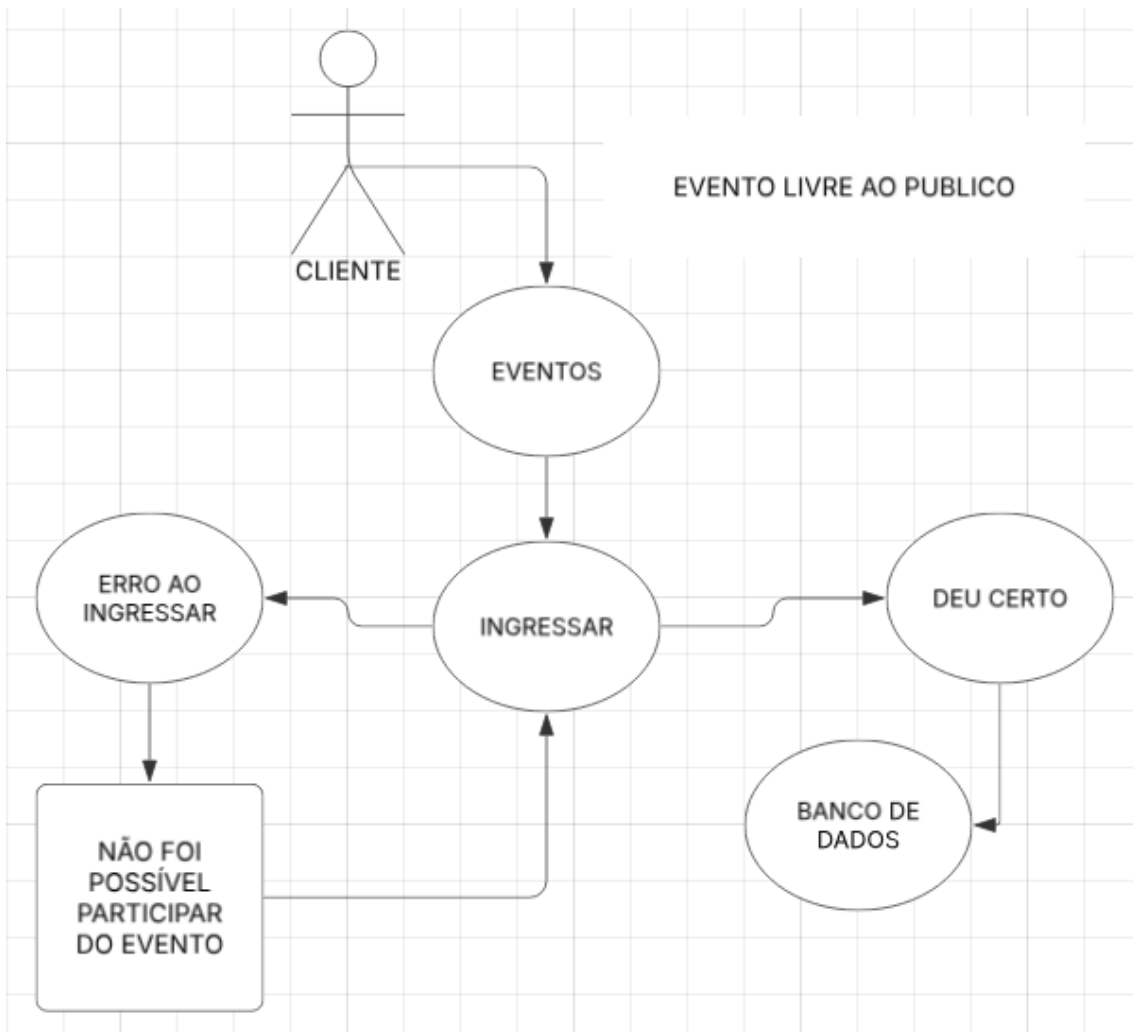 EVENTO LIVRE AO PUBLICO
CLIENTE
EVENTOS
ERRO AO
INGRESSAR
INGRESSAR
DEU CERTO
BANCO DE
DADOS
NÃO FOI
POSSÍVEL
PARTICIPAR
DO EVENTO